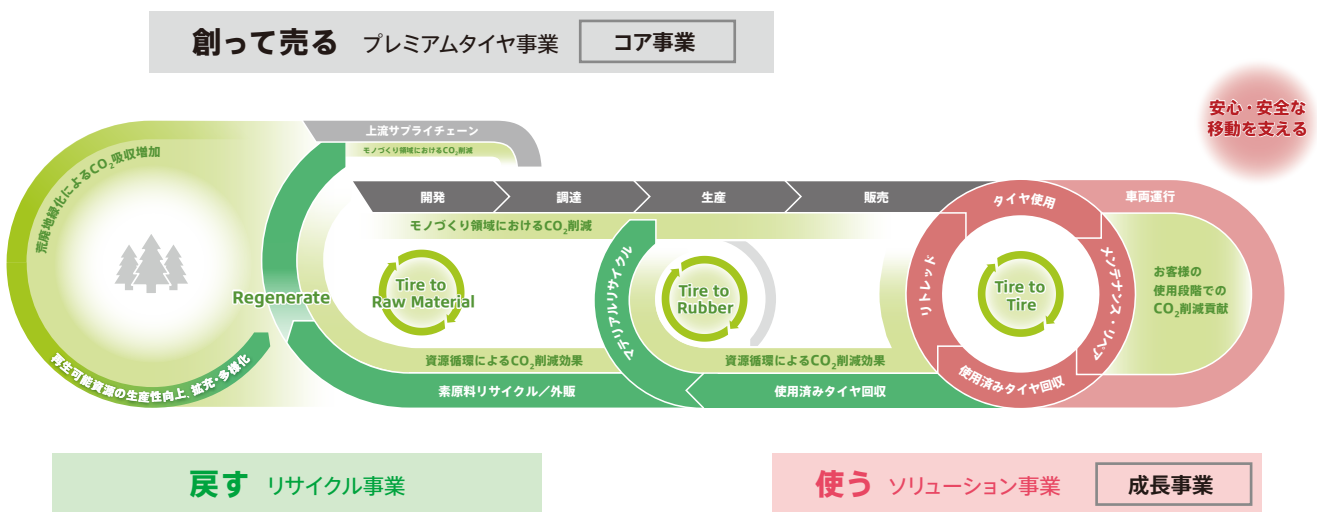 創って売る プレミアムタイヤ事業 コア事業
安心・安全な
移動を支える
上流サプライチェーン
モノづくり領域におけるCO2削減
荒廃地緑化によるCO2吸収増加
開発 調達 生産 販売
タイヤ使用
車両運行
モノづくり領域におけるCO2削減
Regenerate
Tire to
Raw Material
マテリアルリサイクル
Tire to
Rubber
リトレッド
Tire to
Tire
メンテナンス・リペア
お客様の
使用段階での
CO2削減貢献
再生可能資源の生産性向上、拡充・多様化
資源循環によるCO2削減効果
資源循環によるCO2削減効果
使用済みタイヤ回収
素原料リサイクル／外販
使用済みタイヤ回収
戻す リサイクル事業
使う ソリューション事業 成長事業